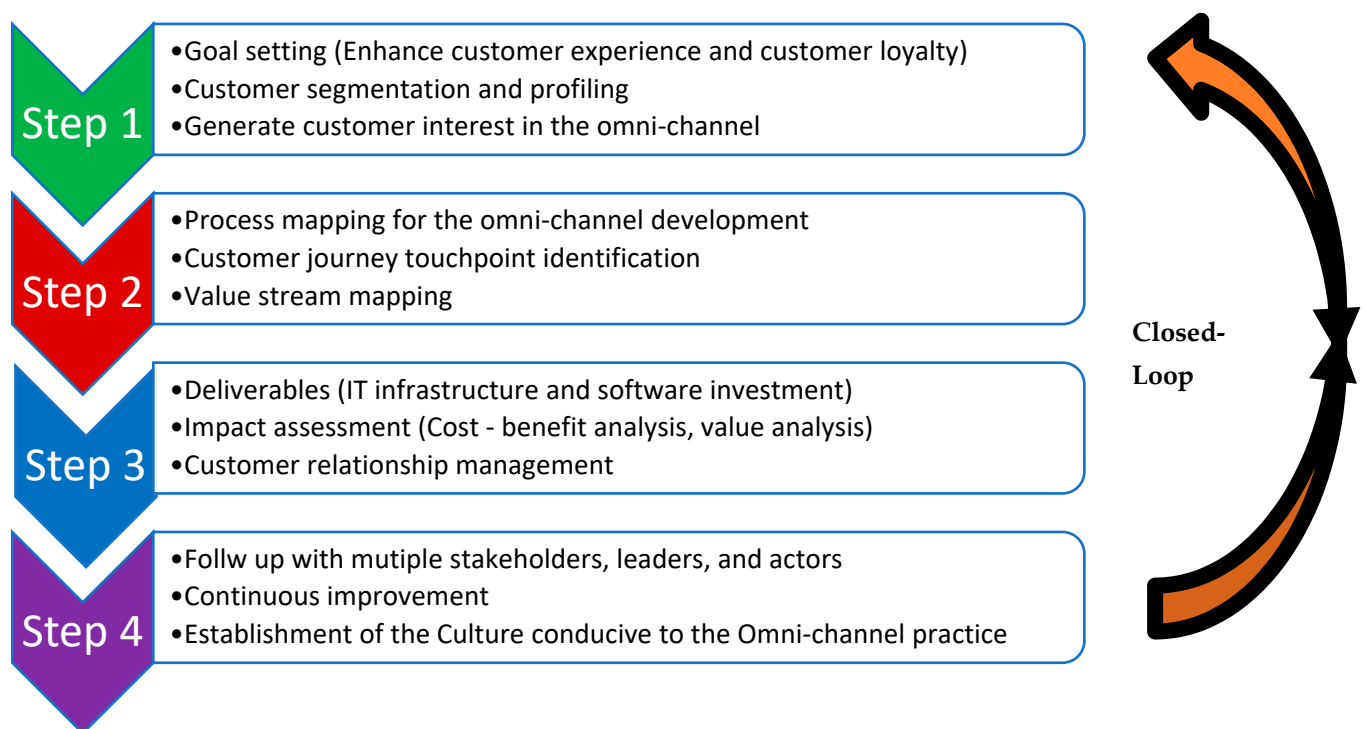 Step 1
•Goal setting (Enhance customer experience and customer loyalty)
•Customer segmentation and profiling
•Generate customer interest in the omni-channel
Step 2
•Process mapping for the omni-channel development
•Customer journey touchpoint identification
•Value stream mapping
Step 3
•Deliverables (IT infrastructure and software investment)
•Impact assessment (Cost - benefit analysis, value analysis)
•Customer relationship management
Step 4
•Follw up with mutiple stakeholders, leaders, and actors
•Continuous improvement
•Establishment of the Culture conducive to the Omni-channel practice
Closed-
Loop